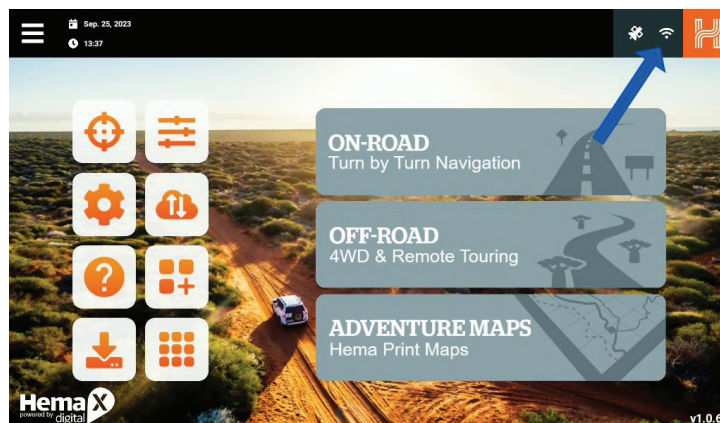 Sep. 25, 2023
13:37
ON-ROAD
Turn by Turn Navigation
OFF-ROAD
4WD & Remote Touring
ADVENTURE MAPS
Hema Print Maps
Hema X
powered by digital
v1.0.6